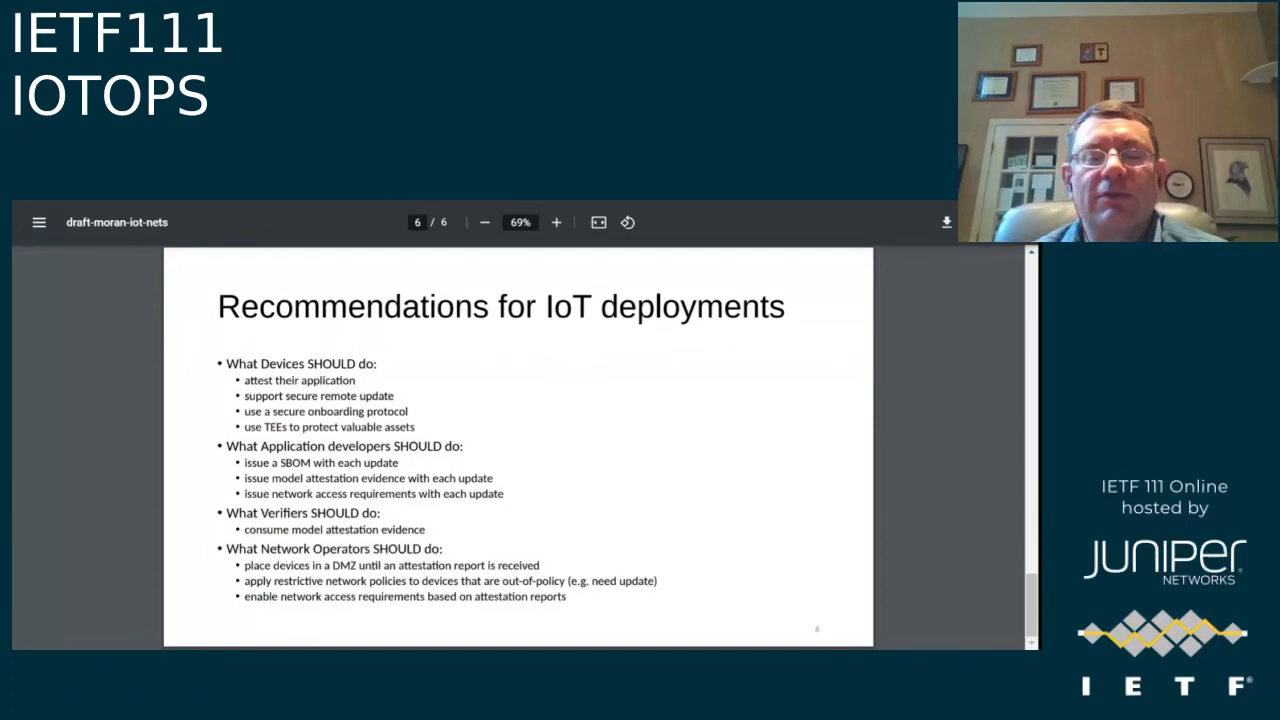 IETF111
IOTOPS
draft-moran-iot-nets
6 / 6
69%
Recommendations for IoT deployments
• What Devices SHOULD do:
• attest their application
• support secure remote update
• use a secure onboarding protocol
• use TEEs to protect valuable assets
• What Application developers SHOULD do:
• issue a SBOM with each update
• issue model attestation evidence with each update
• issue network access requirements with each update
• What Verifiers SHOULD do:
• consume model attestation evidence
• What Network Operators SHOULD do:
• place devices in a DMZ until an attestation report is received
• apply restrictive network policies to devices that are out-of-policy (e.g. need update)
• enable network access requirements based on attestation reports
6
IETF 111 Online
hosted by
JUNIPER
NETWORKS
I E T F®